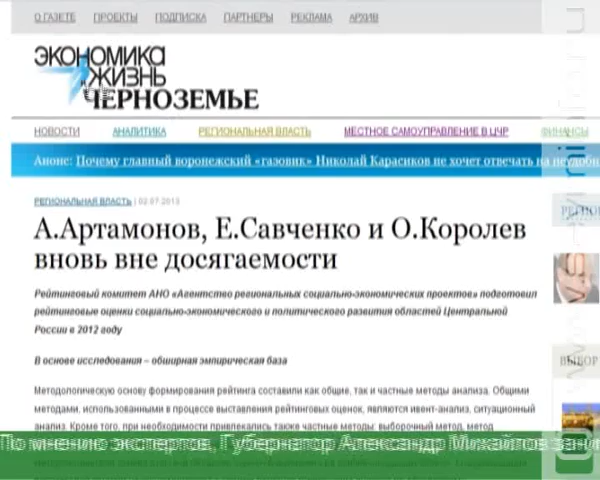 О ГАЗЕТЕ ПРОЕКТЫ ПОДПИСКА ПАРТНЕРЫ РЕКЛАМА АРХИВ
ЭКОНОМИКА
И ЖИЗНЬ
ЧЕРНОЗЕМЬЕ
НОВОСТИ АНАЛИТИКА РЕГИОНАЛЬНАЯ ВЛАСТЬ МЕСТНОЕ САМОУПРАВЛЕНИЕ В ЦЧР ФИНАНСЫ
Анонс: Почему главный воронежский «газовик» Николай Карасиков не хочет отвечать на неудобн
РЕГИОНАЛЬНАЯ ВЛАСТЬ | 02.07.2013
РЕГИО
А.Артамонов, Е.Савченко и О.Королев
вновь вне досягаемости
Рейтинговый комитет АНО «Агентство региональных социально-экономических проектов» подготовил
рейтинговые оценки социально-экономического и политического развития областей Центральной
России в 2012 году
В основе исследования – обширная эмпирическая база
ВЫБОР
Методологическую основу формирования рейтинга составили как общие, так и частные методы анализа. Общими
методами, использованными в процессе выставления рейтинговых оценок, являются ивент-анализ, ситуационный
анализ. Кроме того, при необходимости привлекались также частные методы: выборочный метод, метод
По мнению экспертов, Губернатор Александр Михайлов зани